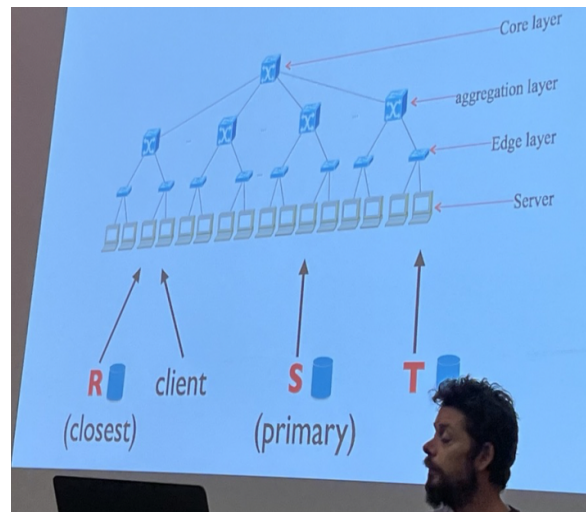 Core layer
aggregation layer
Edge layer
Server
R client S T
(closest) (primary)